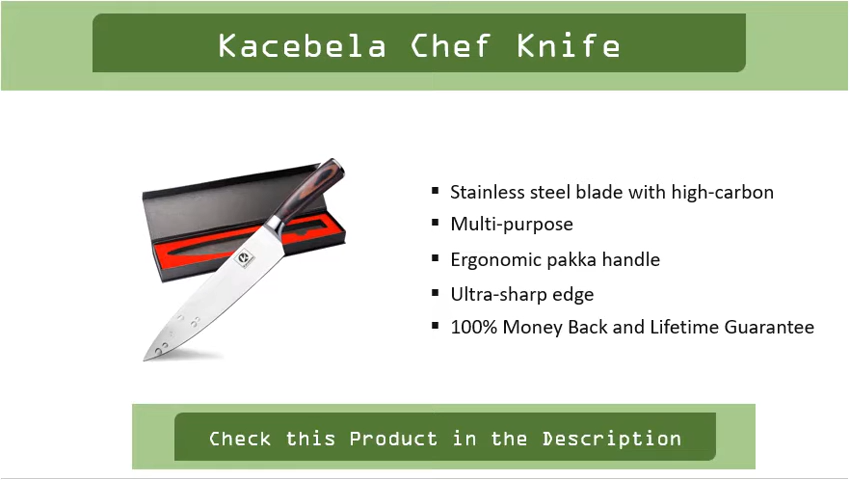 Kacebela Chef Knife
Stainless steel blade with high-carbon
Multi-purpose
Ergonomic pakka handle
Ultra-sharp edge
100% Money Back and Lifetime Guarantee
Check this Product in the Description